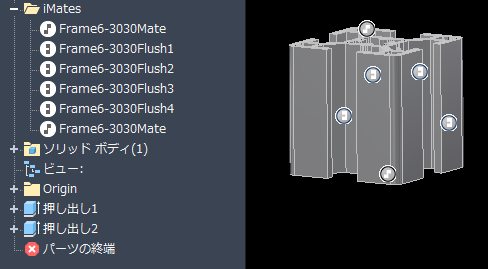 iMates
Frame6-3030Mate
Frame6-3030Flush1
Frame6-3030Flush2
Frame6-3030Flush3
Frame6-3030Flush4
Frame6-3030Mate
ソリッド ボディ(1)
ビュー:
Origin
押し出し1
押し出し2
パーツの終端